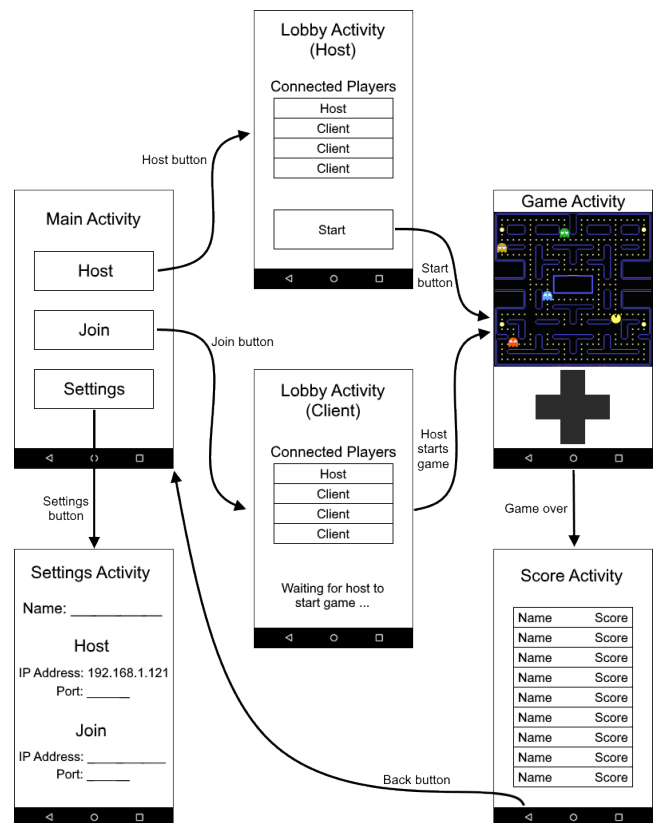 Lobby Activity
(Host)
Connected Players
Host
Client
Client
Client
Start
Host button
Main Activity
Host
Join
Settings
Game Activity
Start
button
Join button
Lobby Activity
(Client)
Connected Players
Host
Client
Client
Client
Waiting for host to
start game ...
Host
starts
game
Settings
button
Game over
Settings Activity
Name:
Host
IP Address: 192.168.1.121
Port:
Join
IP Address:
Port:
Score Activity
Name Score
Name Score
Name Score
Name Score
Name Score
Name Score
Name Score
Name Score
Name Score
Back button